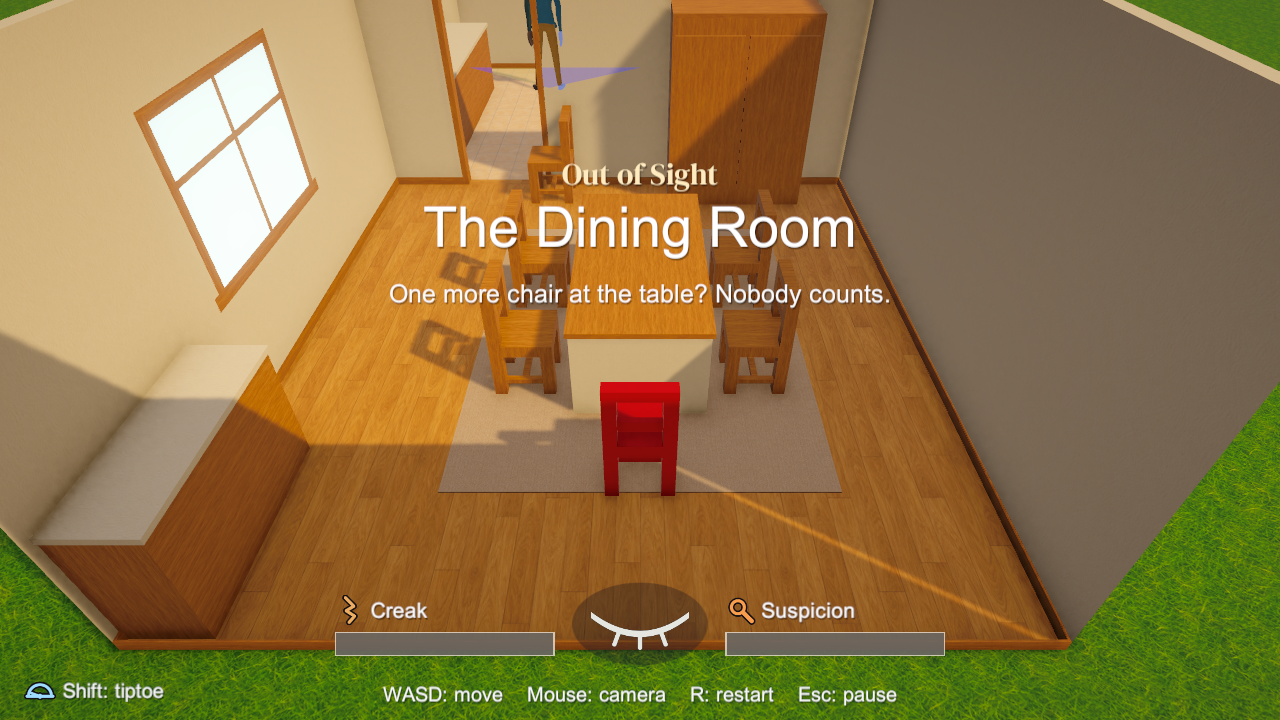 Out of Sight
The Dining Room
One more chair at the table? Nobody counts.
Creak
Suspicion
Shift: tiptoe
WASD: move Mouse: camera R: restart Esc: pause